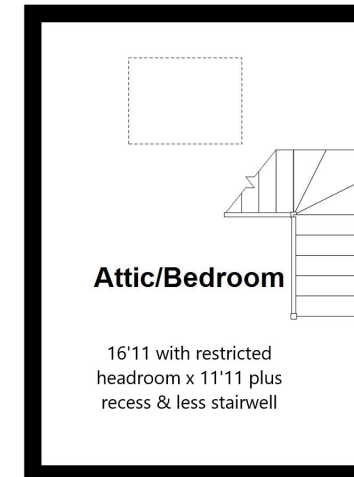 Attic/Bedroom
16'11 with restricted
headroom x 11'11 plus
recess & less stairwell